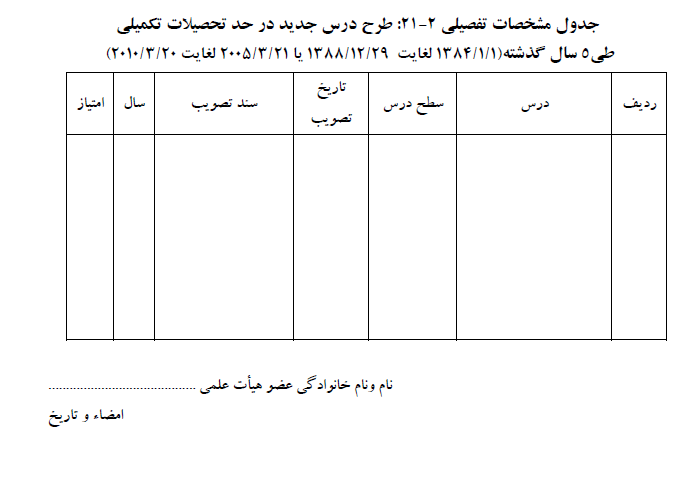 جدول مشخصات تفصیلی ۲-۲۱: طرح درس جدید در حد تحصیلات تکمیلی
طی۵ سال گذشته(۱۳۸۴/۱/۱ لغایت ۱۳۸۸/۱۲/۲۹ یا ۲۰۰۵/۳/۲۱ لغایت ۲۰۱۰/۳/۲۰)
ردیف درس سطح درس تاریخ تصویب سند تصویب سال امتیاز
نام ونام خانوادگی عضو هیأت علمی ..........................................
امضاء و تاریخ